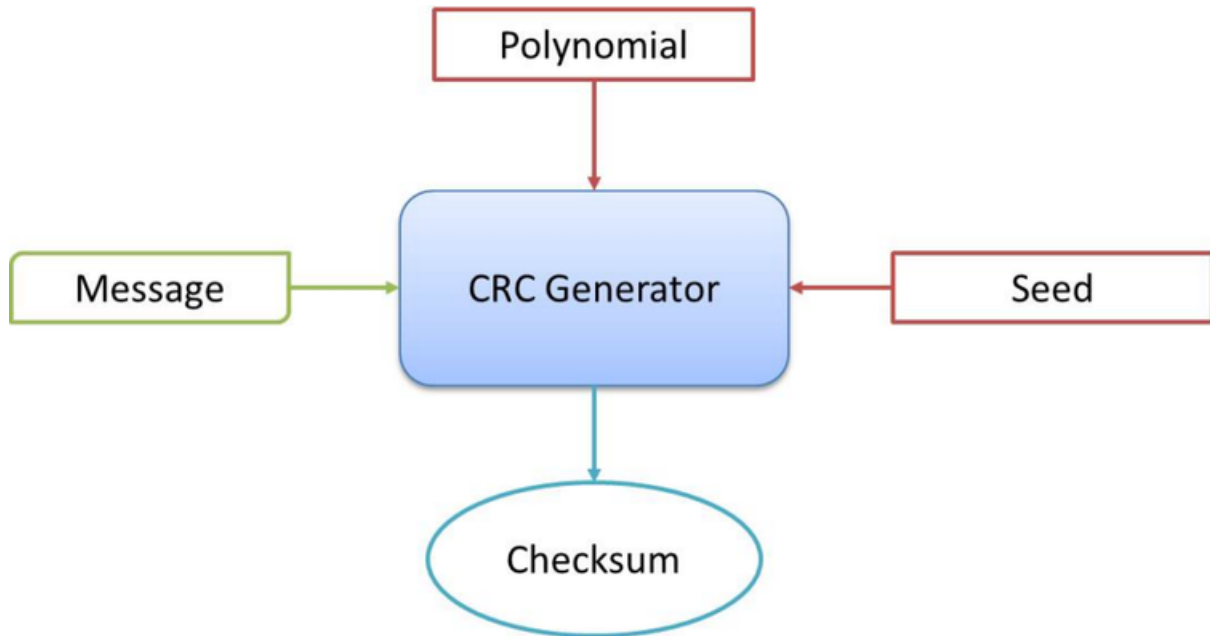 Polynomial
Message
CRC Generator
Seed
Checksum